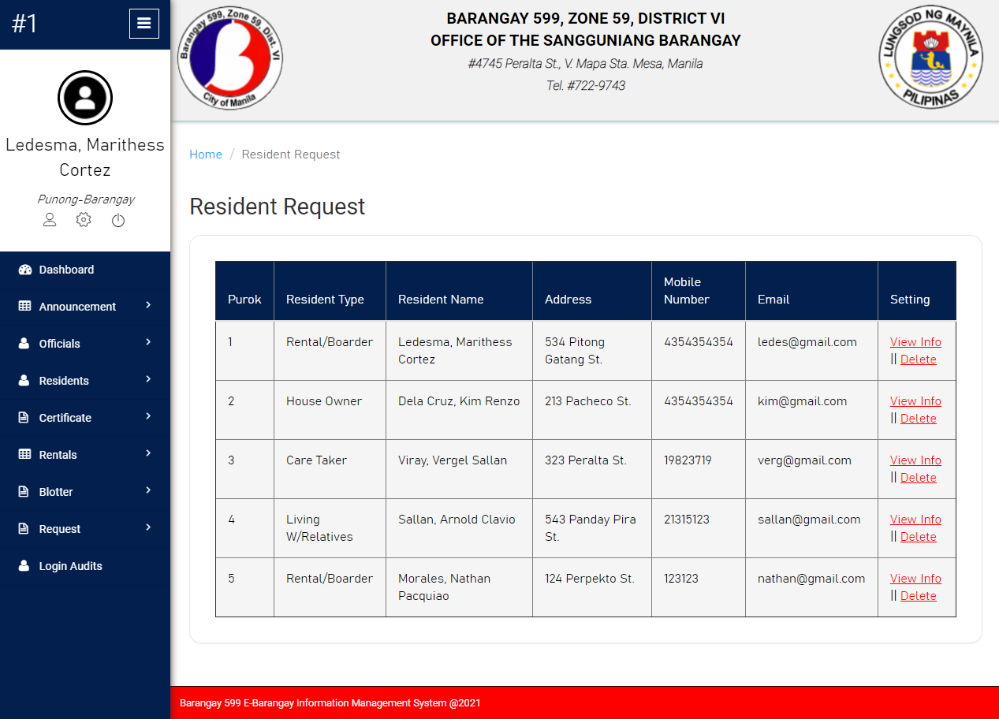 #1
Barangay 599, Zone 59, Dist. VI
City of Manila
BARANGAY 599, ZONE 59, DISTRICT VI
OFFICE OF THE SANGGUNIANG BARANGAY
#4745 Peralta St., V. Mapa Sta. Mesa, Manila
Tel. #722-9743
LUNGSOD NG MAYNILA
PILIPINAS
Ledesma, Marithess
Cortez
Punong-Barangay
Dashboard
Announcement
Officials
Residents
Certificate
Rentals
Blotter
Request
Login Audits
Home / Resident Request
Resident Request
Purok Resident Type Resident Name Address Mobile Number Email Setting
1 Rental/Boarder Ledesma, Marithess 534 Pitong 4354354354 ledes@gmail.com View Info
Cortez Gatang St. || Delete
2 House Owner Dela Cruz, Kim Renzo 213 Pacheco St. 4354354354 kim@gmail.com View Info
|| Delete
3 Care Taker Viray, Vergel Sallan 323 Peralta St. 19823719 verg@gmail.com View Info
|| Delete
4 Living Sallan, Arnold Clavio 543 Panday Pira 21315123 sallan@gmail.com View Info
W/Relatives St. || Delete
5 Rental/Boarder Morales, Nathan 124 Perpekto St. 123123 nathan@gmail.com View Info
Pacquiao || Delete
Barangay 599 E-Barangay Information Management System @2021